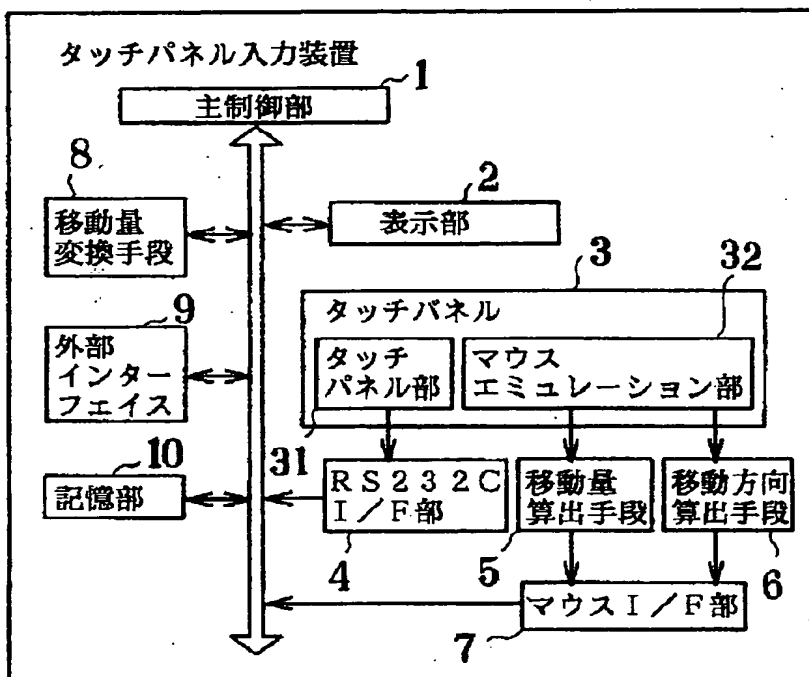 タッチパネル入力装置
1
主制御部
8
移動量
変換手段
2
表示部
3
32
タッチパネル
タッチ
パネル部
マウス
エミュレーション部
9
外部
インター
フェイス
31
10
記憶部
RS232C
I/F部
4
移動量
算出手段
5
移動方向
算出手段
6
マウスI/F部
7